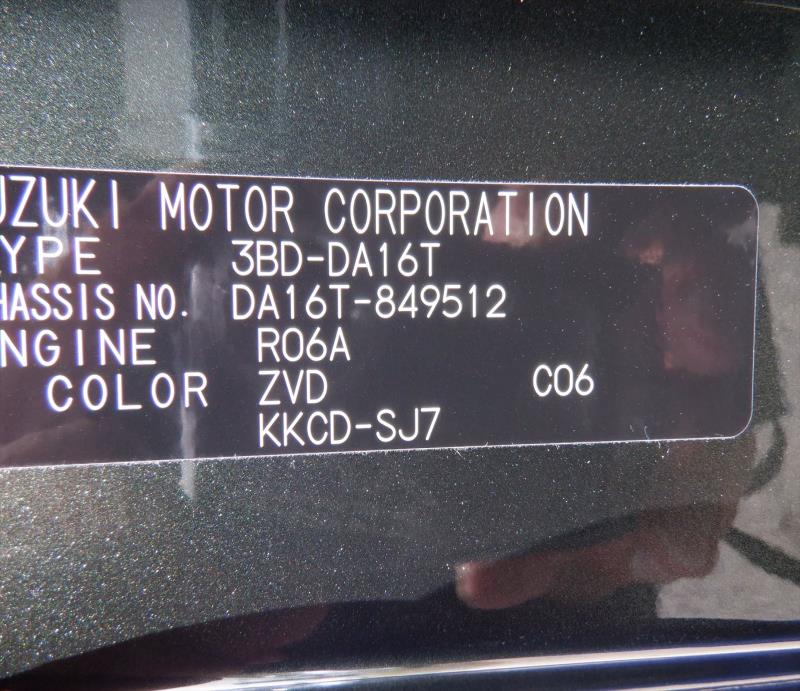 UZUKI MOTOR CORPORATION
YPE 3BD-DA16T
HASSIS NO. DA16T-849512
NGINE R06A
COLOR ZVD C06
KKCD-SJ7